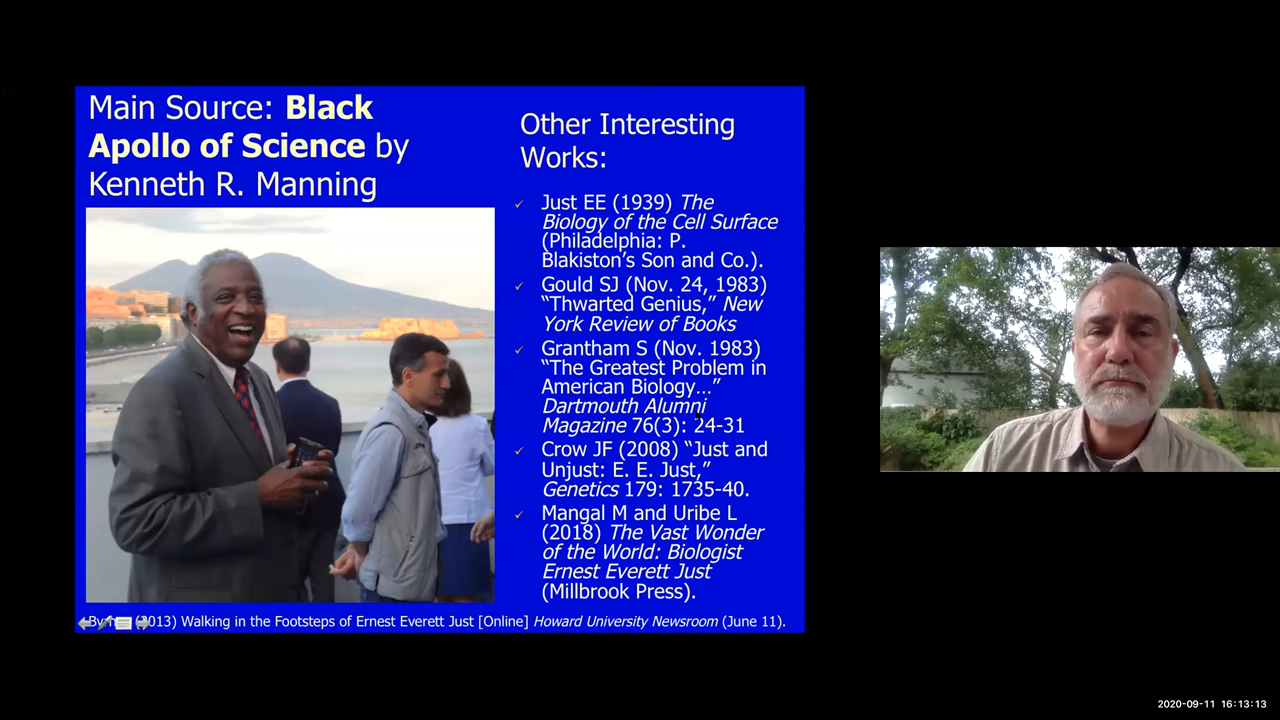 Main Source: Black
Apollo of Science by
Kenneth R. Manning
Other Interesting
Works:
Just EE (1939) The
Biology of the Cell Surface
(Philadelphia: P.
Blakiston's Son and Co.).
Gould SJ (Nov. 24, 1983)
“Thwarted Genius,” New
York Review of Books
Grantham S (Nov. 1983)
“The Greatest Problem in
American Biology…”
Dartmouth Alumni
Magazine 76(3): 24-31
Crow JF (2008) “Just and
Unjust: E. E. Just,”
Genetics 179: 1735-40.
Mangal M and Uribe L
(2018) The Vast Wonder
of the World: Biologist
Ernest Everett Just
(Millbrook Press).
(2013) Walking in the Footsteps of Ernest Everett Just [Online] Howard University Newsroom (June 11).
2020-09-11 16:13:13